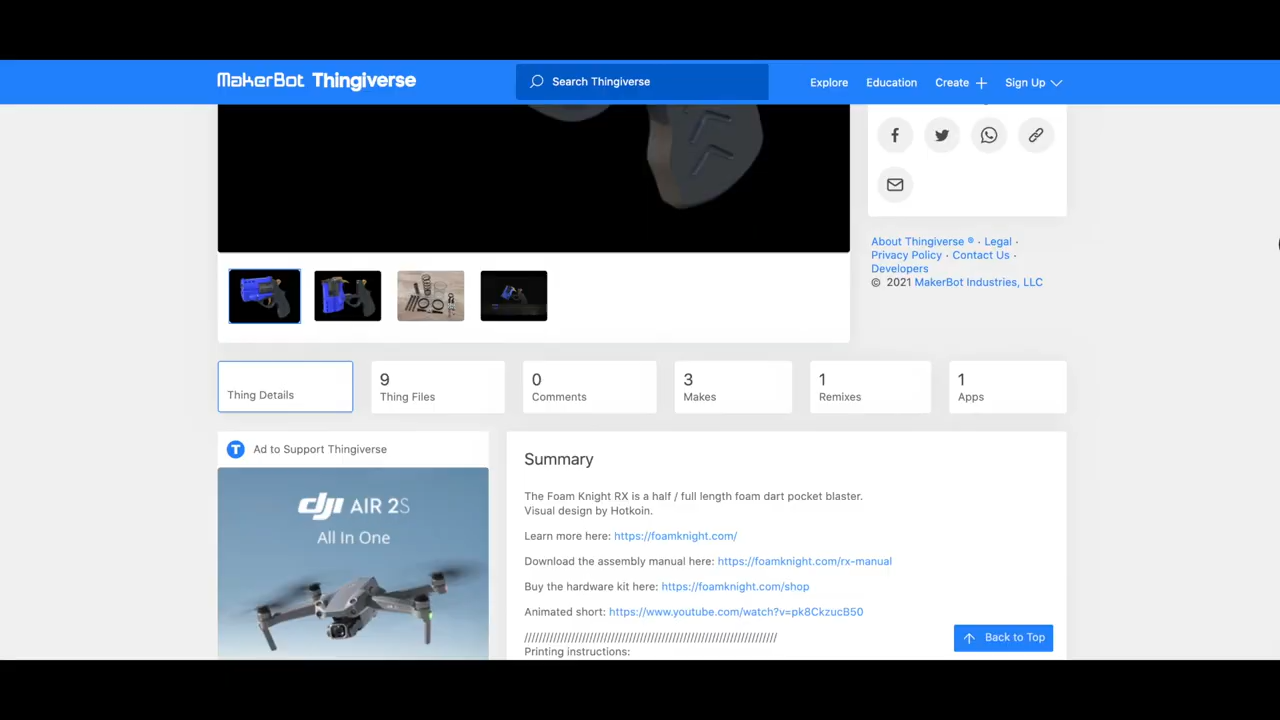 MakerBot Thingiverse
Search Thingiverse
Explore
Education
Create
Sign Up
About Thingiverse ® · Legal ·
Privacy Policy · Contact Us ·
Developers
© 2021 MakerBot Industries, LLC
Thing Details
9
Thing Files
0
Comments
3
Makes
1
Remixes
1
Apps
T Ad to Support Thingiverse
dji AIR 2S
All In One
Summary
The Foam Knight RX is a half / full length foam dart pocket blaster.
Visual design by Hotkoin.
Learn more here: https://foamknight.com/
Download the assembly manual here: https://foamknight.com/rx-manual
Buy the hardware kit here: https://foamknight.com/shop
Animated short: https://www.youtube.com/watch?v=pk8CkzucB50
//////////////////////////////////////////////////////////////////////
Printing instructions:
Back to Top